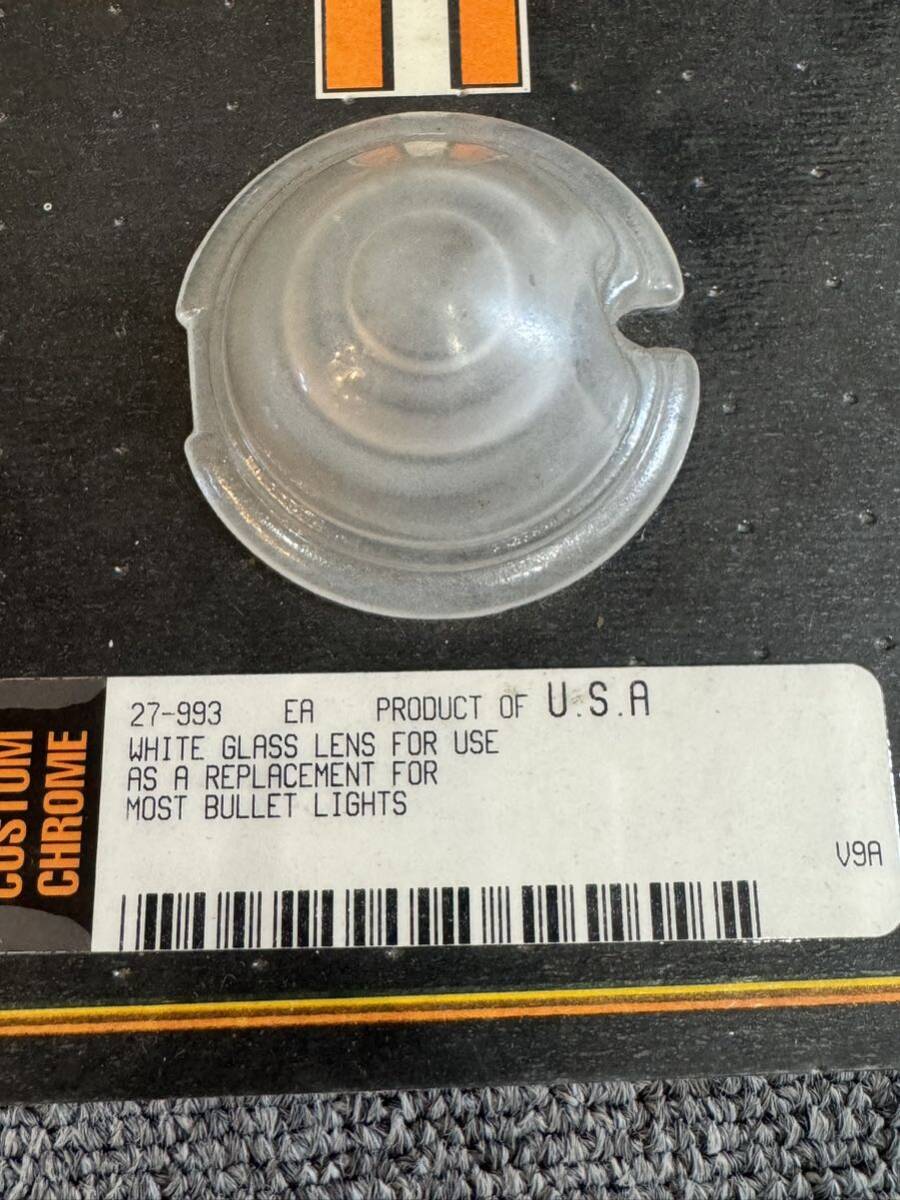 27-993 EA PRODUCT OF U.S.A
WHITE GLASS LENS FOR USE
AS A REPLACEMENT FOR
MOST BULLET LIGHTS
V9A
CUSTOM
CHROME